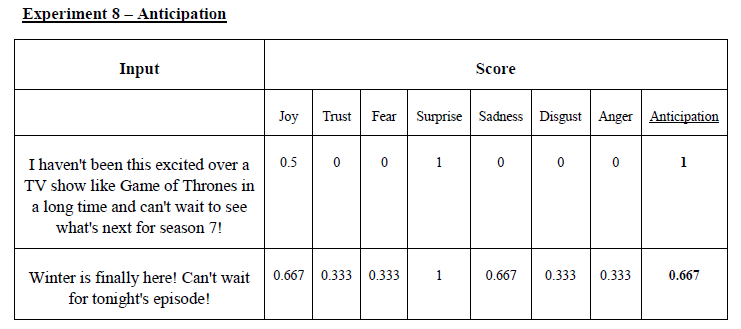 Experiment 8 – Anticipation
Input Score
Joy Trust Fear Surprise Sadness Disgust Anger Anticipation
I haven't been this excited over a
TV show like Game of Thrones in
a long time and can't wait to see
what's next for season 7!
0.5 0 0 1 0 0 0 1
Winter is finally here! Can't wait
for tonight's episode!
0.667 0.333 0.333 1 0.667 0.333 0.333 0.667